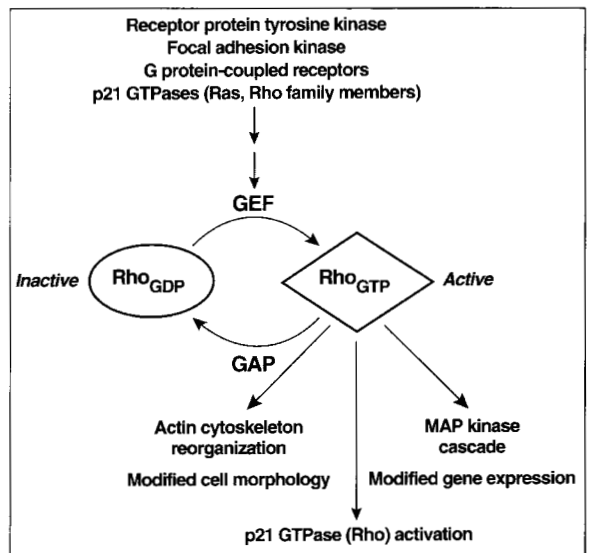 Receptor protein tyrosine kinase
Focal adhesion kinase
G protein-coupled receptors
p21 GTPases (Ras, Rho family members)
GEF
Inactive
RhoGDP
RhoGTP
Active
GAP
Actin cytoskeleton
reorganization
Modified cell morphology
MAP kinase
cascade
Modified gene expression
p21 GTPase (Rho) activation